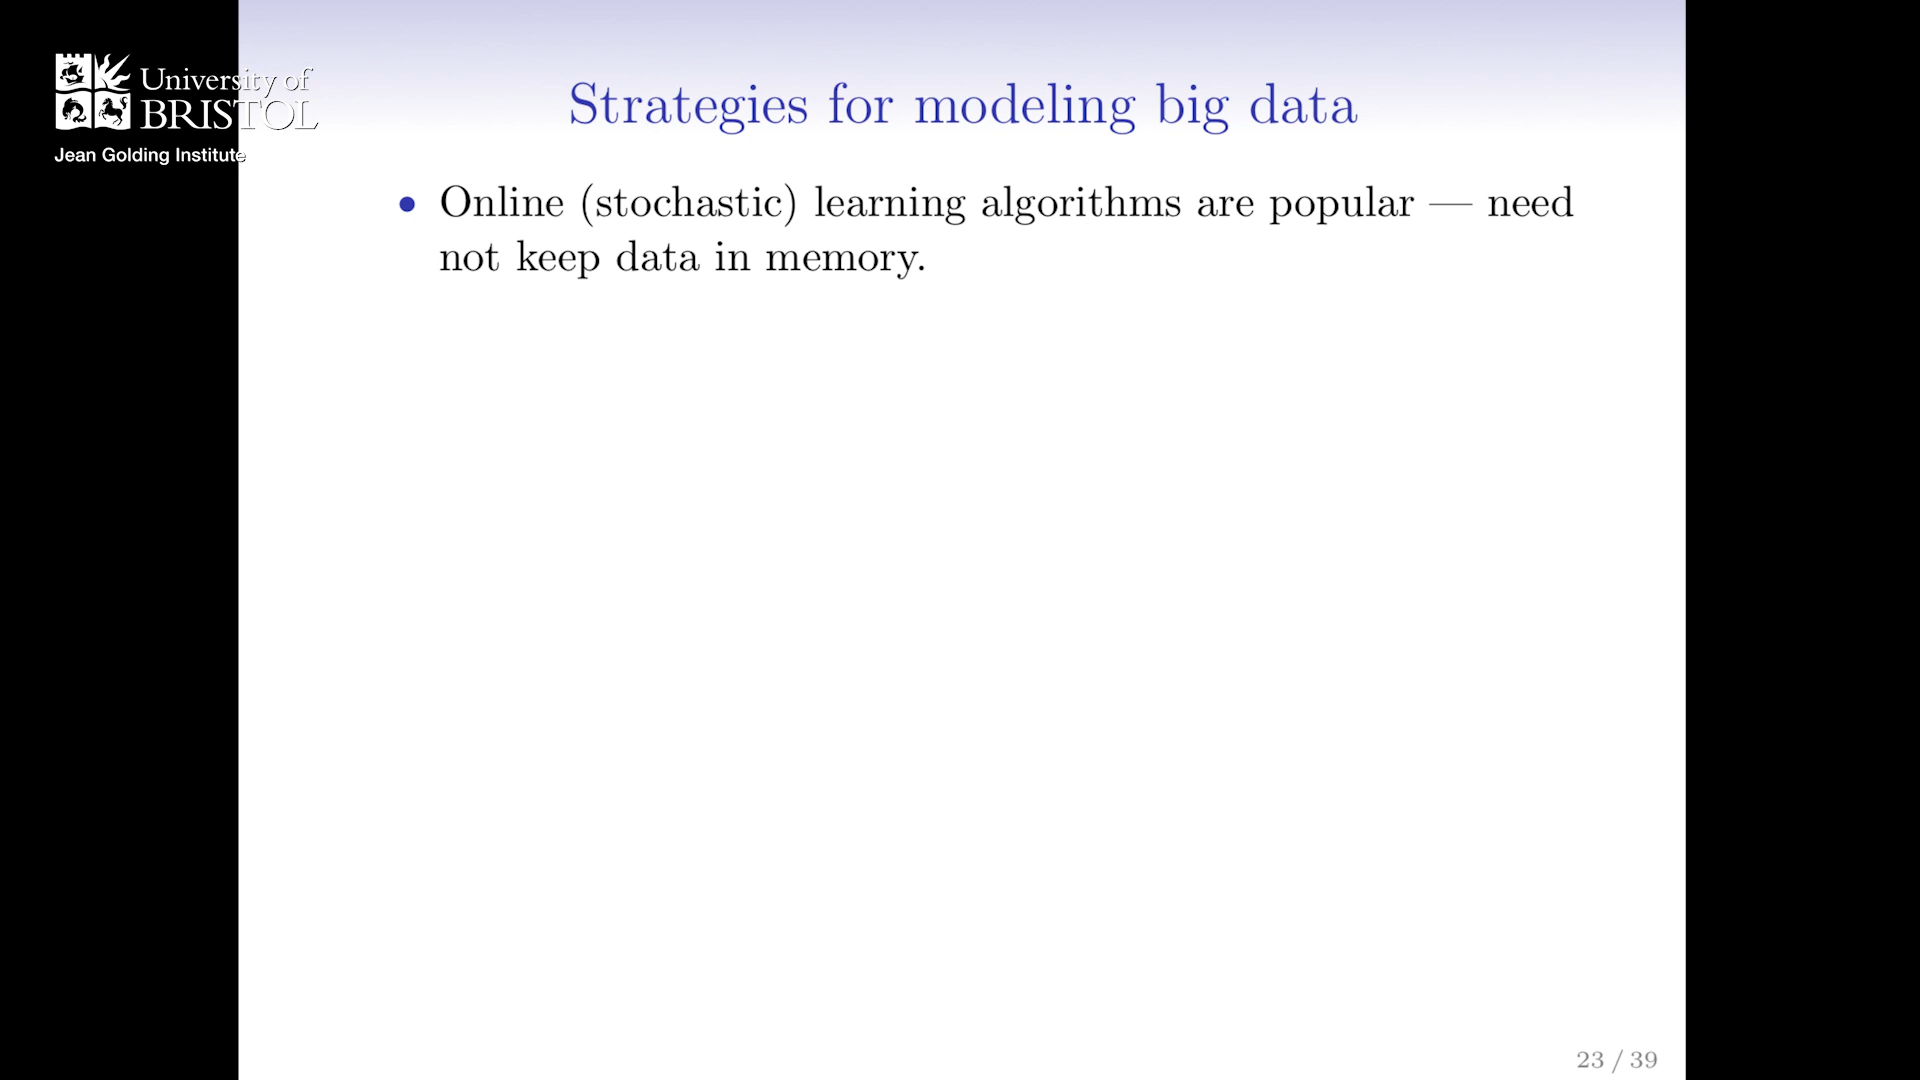 University of
BRISTOL
Jean Golding Institute
Strategies for modeling big data
• Online (stochastic) learning algorithms are popular — need
not keep data in memory.
23 / 39